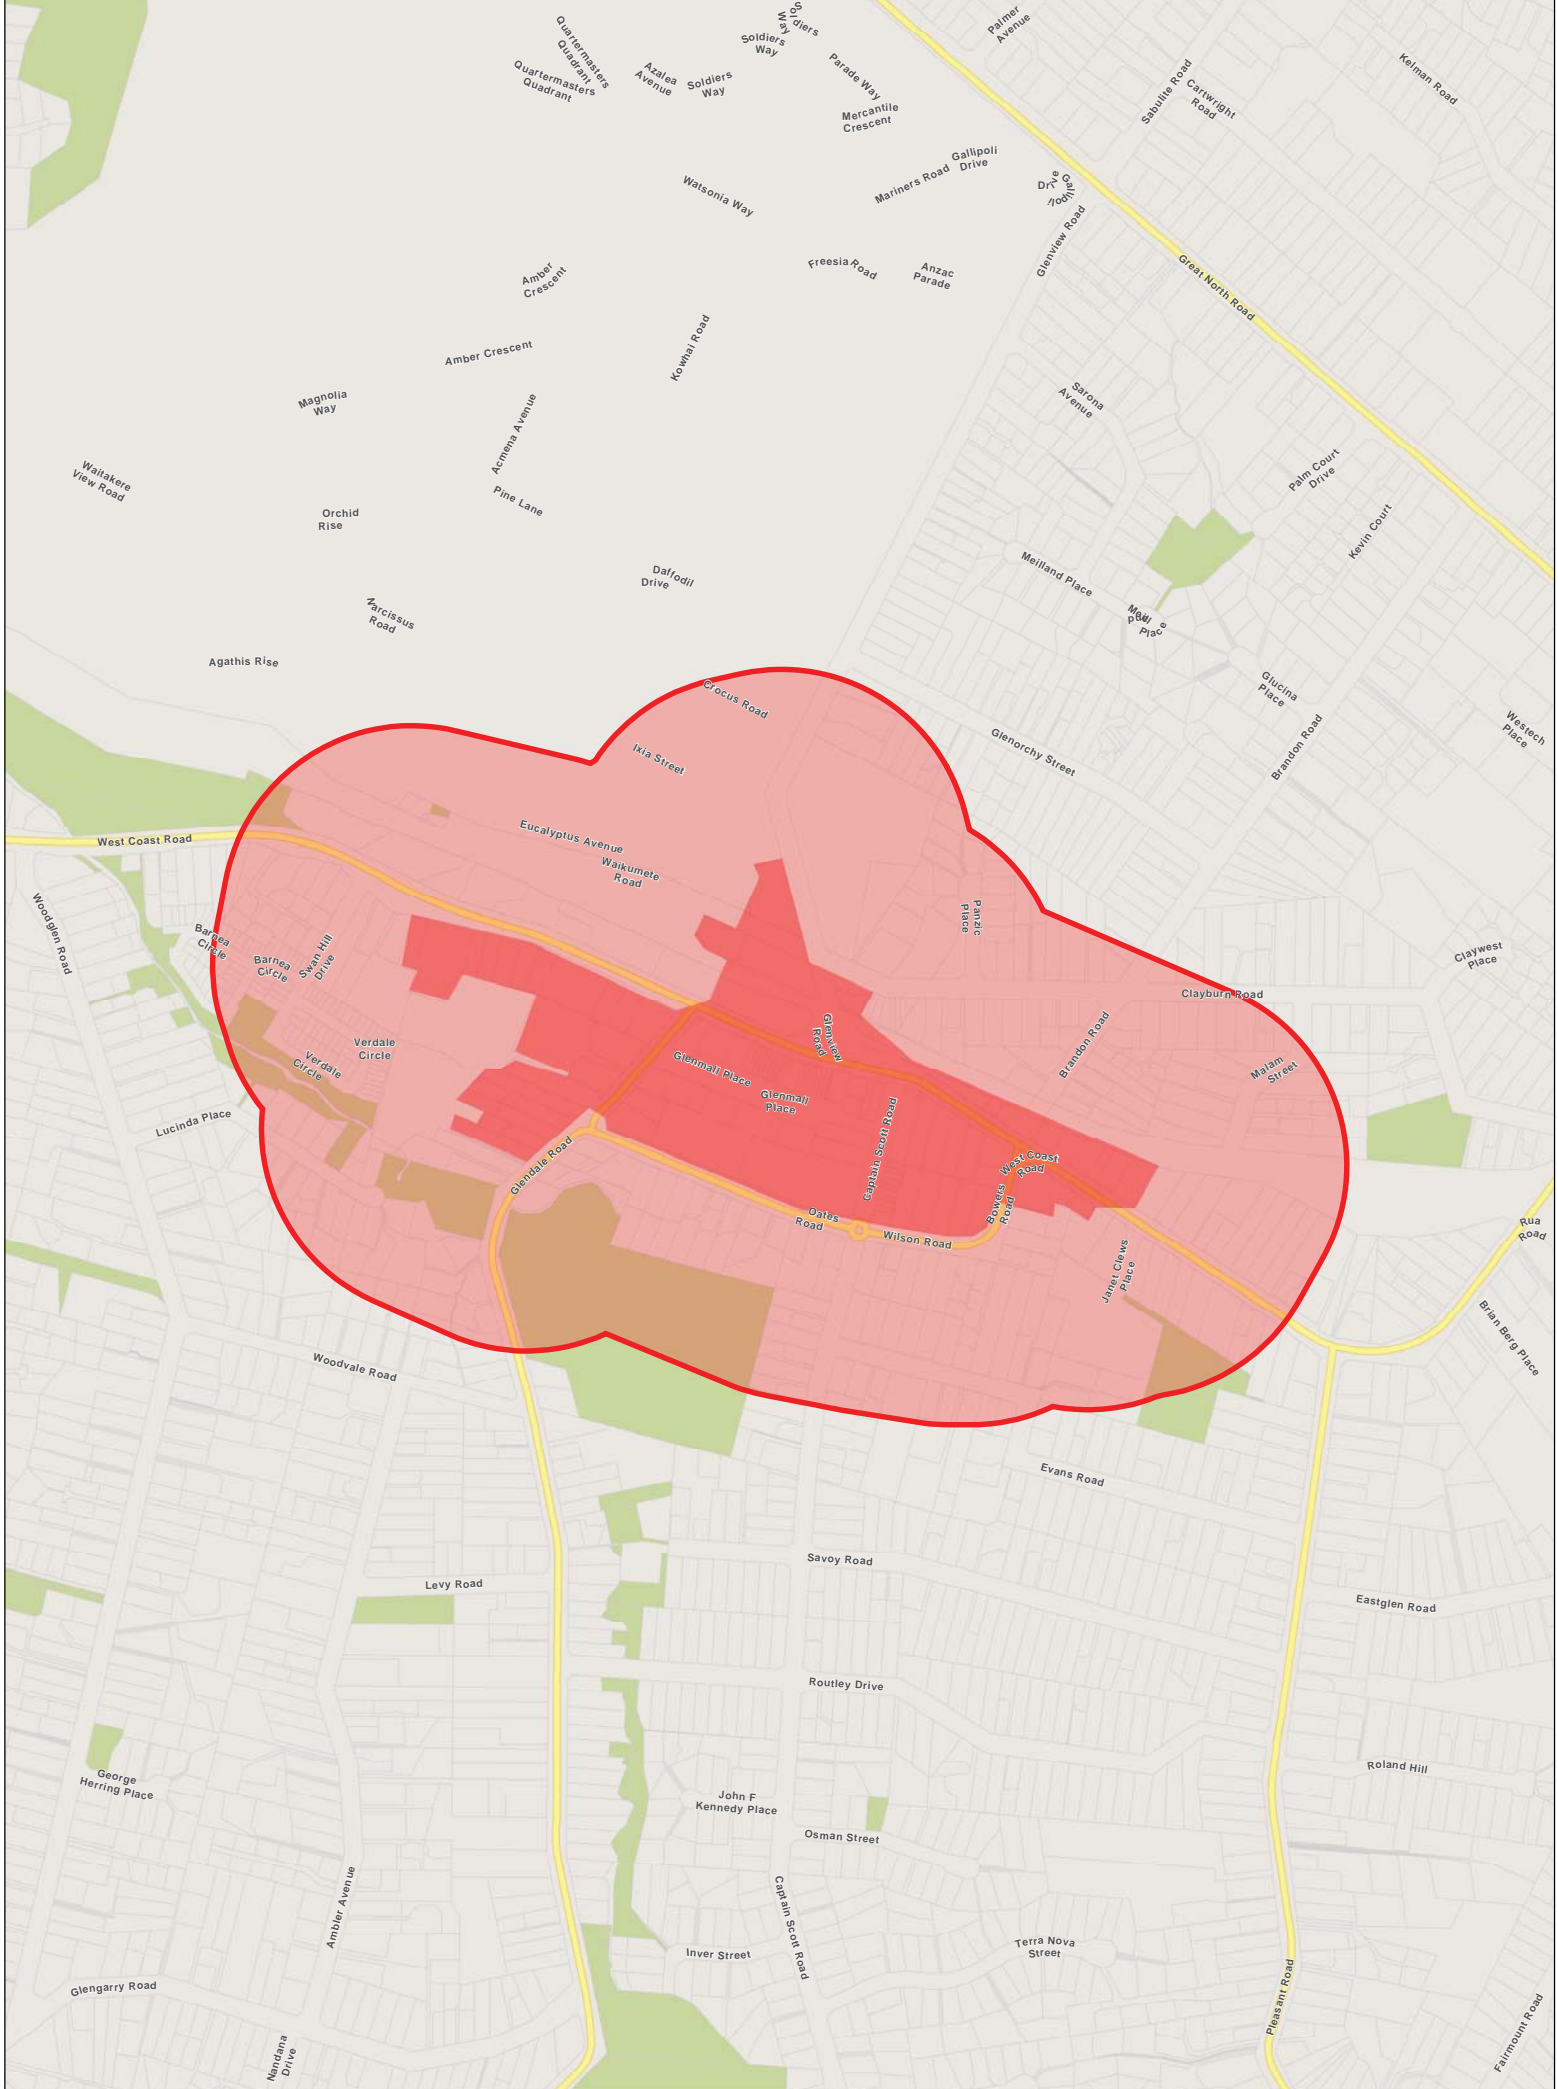 Quartermasters
Quadrant
Quartermasters
Quadrant
Azalea
Avenue
Soldiers
Way
Soldiers
Way
Soldiers
Way
Parade Way
Mercantile
Crescent
Palmer
Avenue
Sabulite Road
Cartwright
Road
Kelman Road
Watsonia Way
Mariners Road
Gallipoli
Drive
Gallipoli
Drive
Glenview Road
Great North Road
Amber
Crescent
Freesia Road
Anzac
Parade
Amber Crescent
Kowhai Road
Magnolia
Way
Acmena Avenue
Sarona
Avenue
Waitakere
View Road
Pine Lane
Orchid
Rise
Palm Court
Drive
Kevin Court
Daffodil
Drive
Meilland Place
Narcissus
Road
Agathis Rise
Crocus Road
Glucina
Place
Westech
Place
Brandon Road
Glenorchy Street
Ixia Street
West Coast Road
Eucalyptus Avenue
Waikumete
Road
Woodglen Road
Barnea
Circle
Barnea
Circle
Swan Hill
Drive
Panzic
Place
Claywest
Place
Clayburn Road
Verdale
Circle
Verdale
Circle
Glenview
Road
Brandon Road
Malam
Street
Glenmall Place
Glenmall
Place
Lucinda Place
Captain Scott Road
Glendale Road
West Coast
Road
Bowers
Road
Oates
Road
Wilson Road
Rua
Road
Janet Clews
Place
Brian Berg Place
Woodvale Road
Evans Road
Savoy Road
Levy Road
Eastglen Road
Routley Drive
Roland Hill
George
Herring Place
John F
Kennedy Place
Osman Street
Ambler Avenue
Captain Scott Road
Inver Street
Terra Nova
Street
Glengarry Road
Pleasant Road
Nandana
Drive
Fairmount Road